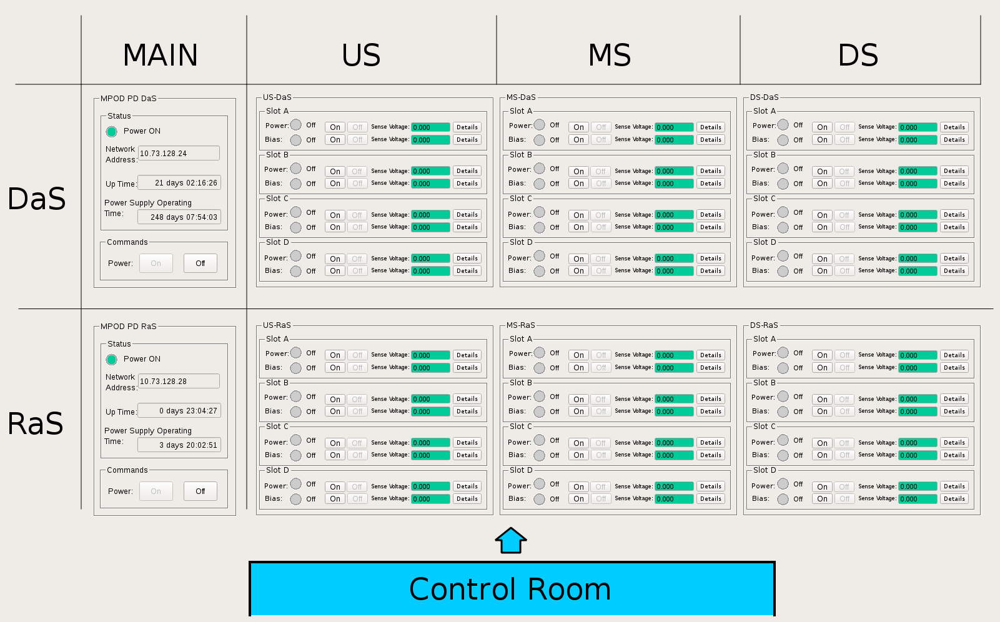 MAIN US MS DS
DaS
MPOD PD DaS
Status
Power ON
Network
Address: 10.73.128.24
Up Time: 21 days 02:16:26
Power Supply Operating
Time: 248 days 07:54:03
Commands
Power: On Off
US-DaS
Slot A
Power: Off On Off Sense Voltage: 0.000 Details
Bias: Off On Off Sense Voltage: 0.000 Details
Slot B
Power: Off On Off Sense Voltage: 0.000 Details
Bias: Off On Off Sense Voltage: 0.000 Details
Slot C
Power: Off On Off Sense Voltage: 0.000 Details
Bias: Off On Off Sense Voltage: 0.000 Details
Slot D
Power: Off On Off Sense Voltage: 0.000 Details
Bias: Off On Off Sense Voltage: 0.000 Details
MS-DaS
Slot A
Power: Off On Off Sense Voltage: 0.000 Details
Bias: Off On Off Sense Voltage: 0.000 Details
Slot B
Power: Off On Off Sense Voltage: 0.000 Details
Bias: Off On Off Sense Voltage: 0.000 Details
Slot C
Power: Off On Off Sense Voltage: 0.000 Details
Bias: Off On Off Sense Voltage: 0.000 Details
Slot D
Power: Off On Off Sense Voltage: 0.000 Details
Bias: Off On Off Sense Voltage: 0.000 Details
DS-DaS
Slot A
Power: Off On Off Sense Voltage: 0.000 Details
Bias: Off On Off Sense Voltage: 0.000 Details
Slot B
Power: Off On Off Sense Voltage: 0.000 Details
Bias: Off On Off Sense Voltage: 0.000 Details
Slot C
Power: Off On Off Sense Voltage: 0.000 Details
Bias: Off On Off Sense Voltage: 0.000 Details
Slot D
Power: Off On Off Sense Voltage: 0.000 Details
Bias: Off On Off Sense Voltage: 0.000 Details
RaS
MPOD PD RaS
Status
Power ON
Network
Address: 10.73.128.28
Up Time: 0 days 23:04:27
Power Supply Operating
Time: 3 days 20:02:51
Commands
Power: On Off
US-RaS
Slot A
Power: Off On Off Sense Voltage: 0.000 Details
Bias: Off On Off Sense Voltage: 0.000 Details
Slot B
Power: Off On Off Sense Voltage: 0.000 Details
Bias: Off On Off Sense Voltage: 0.000 Details
Slot C
Power: Off On Off Sense Voltage: 0.000 Details
Bias: Off On Off Sense Voltage: 0.000 Details
Slot D
Power: Off On Off Sense Voltage: 0.000 Details
Bias: Off On Off Sense Voltage: 0.000 Details
MS-RaS
Slot A
Power: Off On Off Sense Voltage: 0.000 Details
Bias: Off On Off Sense Voltage: 0.000 Details
Slot B
Power: Off On Off Sense Voltage: 0.000 Details
Bias: Off On Off Sense Voltage: 0.000 Details
Slot C
Power: Off On Off Sense Voltage: 0.000 Details
Bias: Off On Off Sense Voltage: 0.000 Details
Slot D
Power: Off On Off Sense Voltage: 0.000 Details
Bias: Off On Off Sense Voltage: 0.000 Details
DS-RaS
Slot A
Power: Off On Off Sense Voltage: 0.000 Details
Bias: Off On Off Sense Voltage: 0.000 Details
Slot B
Power: Off On Off Sense Voltage: 0.000 Details
Bias: Off On Off Sense Voltage: 0.000 Details
Slot C
Power: Off On Off Sense Voltage: 0.000 Details
Bias: Off On Off Sense Voltage: 0.000 Details
Slot D
Power: Off On Off Sense Voltage: 0.000 Details
Bias: Off On Off Sense Voltage: 0.000 Details
Control Room